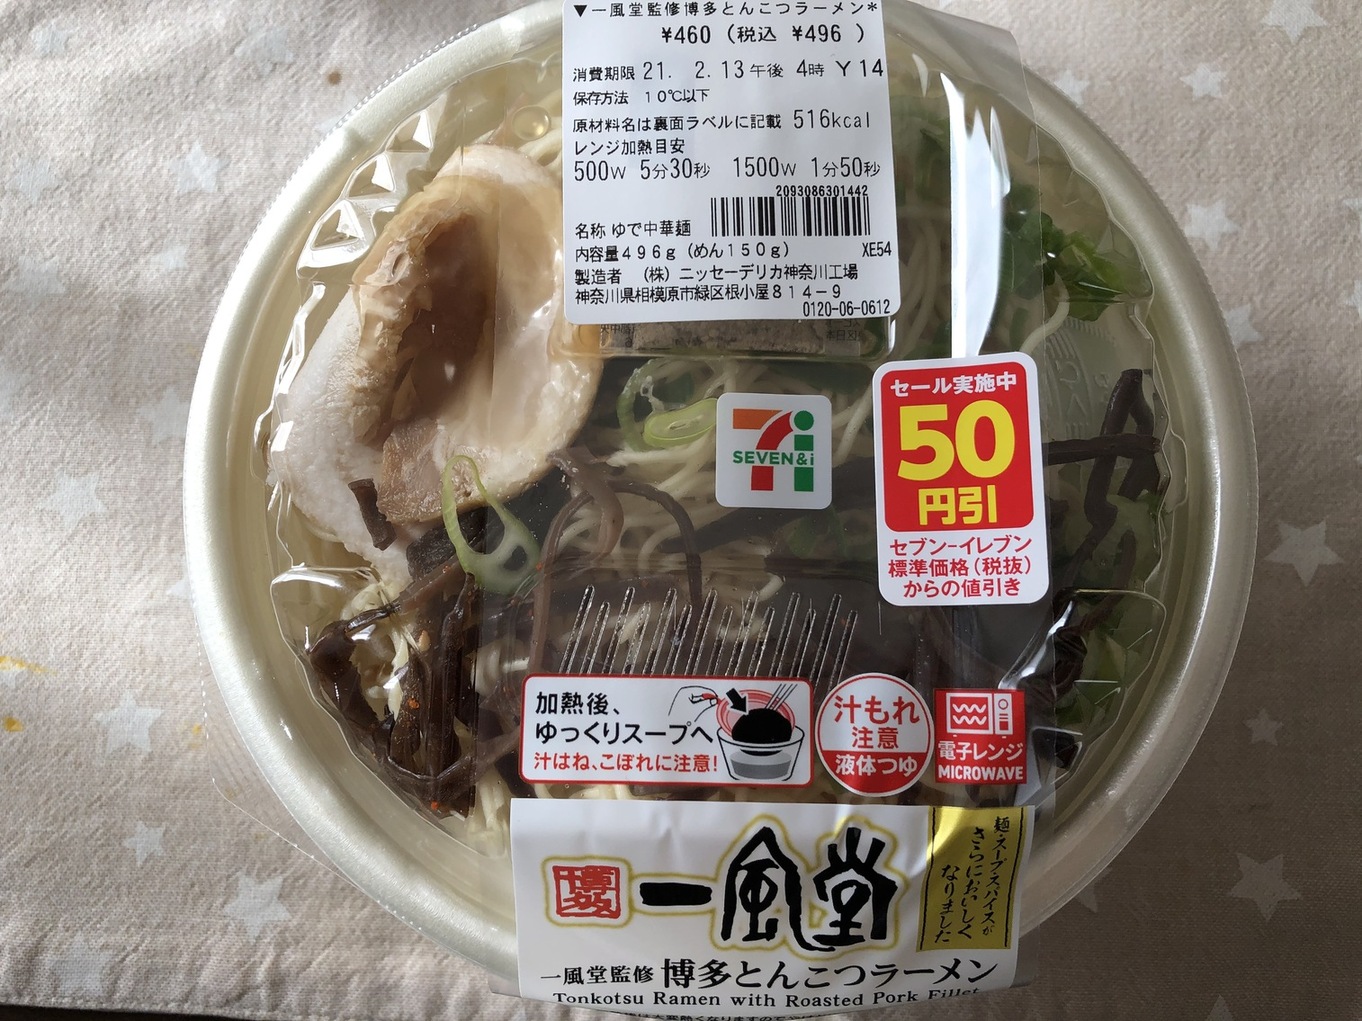 ▼一風堂監修博多とんこつラーメン*
¥460 (税込 ¥496 )
消費期限 21. 2. 13 午後 4時 Y 14
保存方法 10℃以下
原材料名は裏面ラベルに記載 516kcal
レンジ加熱目安
500W 5分30秒 1500W 1分50秒
2093086301442
名称 ゆで中華麺
内容量496g (めん150g) XE54
製造者 (株) ニッセーデリカ神奈川工場
神奈川県相模原市緑区根小屋814-9
0120-06-0612
セール実施中
50
円引
セブン-イレブン
標準価格(税抜)
からの値引き
SEVEN&i
加熱後、
ゆっくりスープへ
汁はね、こぼれに注意!
汁もれ
注意
液体つゆ
電子レンジ
MICROWAVE
麺・スープ・スパイスが
さらにおいしく
なりました
博多
一風堂
一風堂監修 博多とんこつラーメン
Tonkotsu Ramen with Roasted Pork Fillet